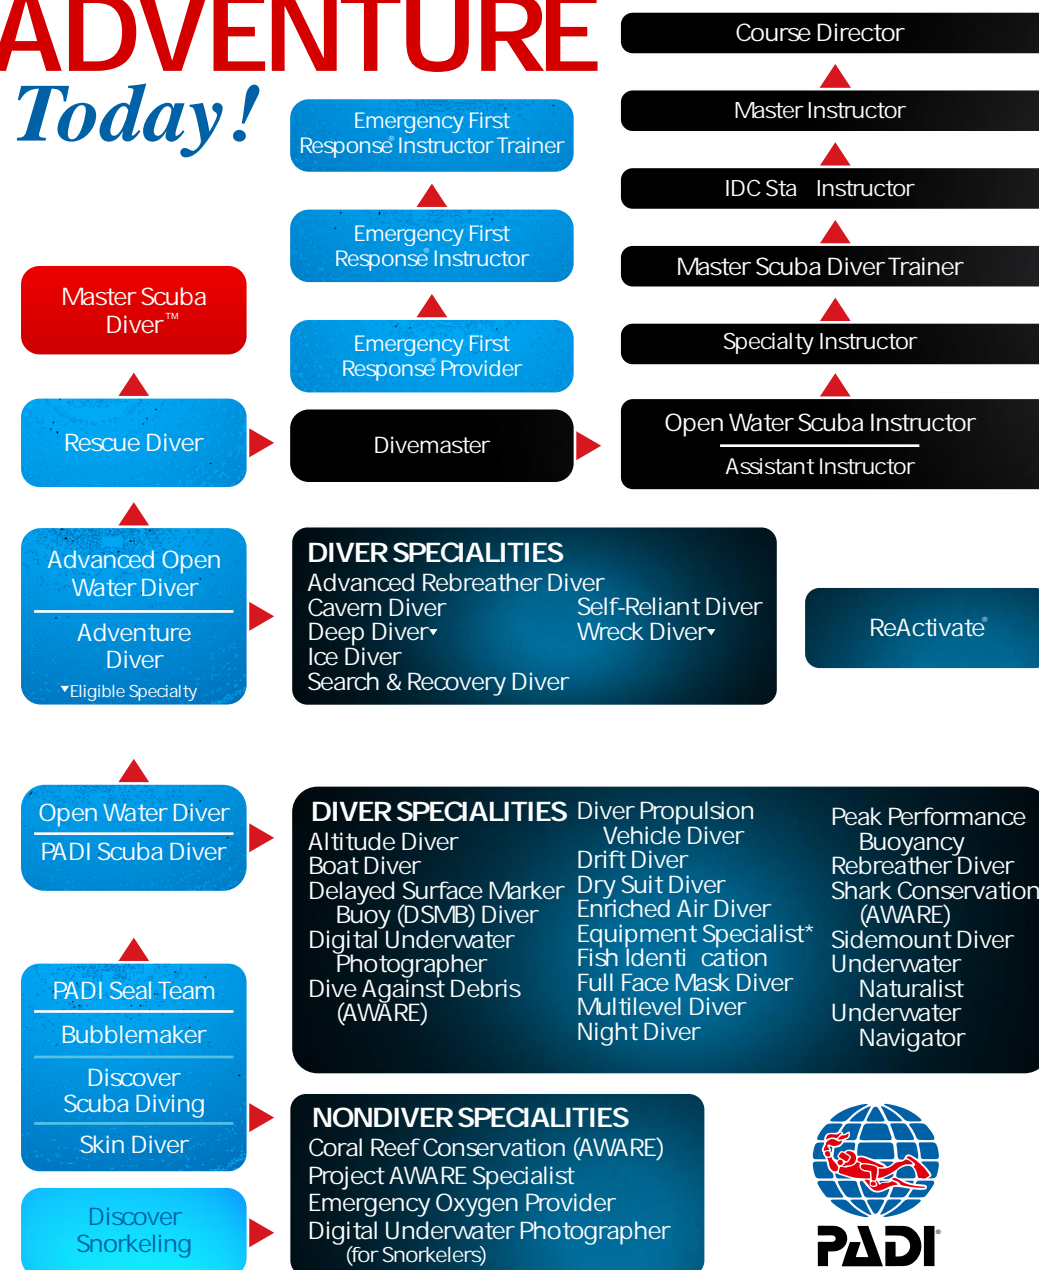 ADVENTURE
Today!
Course Director
Master Instructor
IDC Sta Instructor
Master Scuba Diver Trainer
Specialty Instructor
Open Water Scuba Instructor
Assistant Instructor
Emergency First
Response® Instructor Trainer
Emergency First
Response® Instructor
Emergency First
Response® Provider
Master Scuba
Diver™
Rescue Diver
Divemaster
Advanced Open
Water Diver
Adventure
Diver
▼Eligible Specialty
DIVER SPECIALITIES
Advanced Rebreather Diver
Cavern Diver
Deep Diver▼
Ice Diver
Search & Recovery Diver
Self-Reliant Diver
Wreck Diver▼
ReActivate®
Open Water Diver
PADI Scuba Diver
DIVER SPECIALITIES
Altitude Diver
Boat Diver
Delayed Surface Marker
Buoy (DSMB) Diver
Digital Underwater
Photographer
Dive Against Debris
(AWARE)
Diver Propulsion
Vehicle Diver
Drift Diver
Dry Suit Diver
Enriched Air Diver
Equipment Specialist*
Fish Identi cation
Full Face Mask Diver
Multilevel Diver
Night Diver
Peak Performance
Buoyancy
Rebreather Diver
Shark Conservation
(AWARE)
Sidemount Diver
Underwater
Naturalist
Underwater
Navigator
PADI Seal Team
Bubblemaker
Discover
Scuba Diving
Skin Diver
Discover
Snorkeling
NONDIVER SPECIALITIES
Coral Reef Conservation (AWARE)
Project AWARE Specialist
Emergency Oxygen Provider
Digital Underwater Photographer
(for Snorkelers)
PADI®